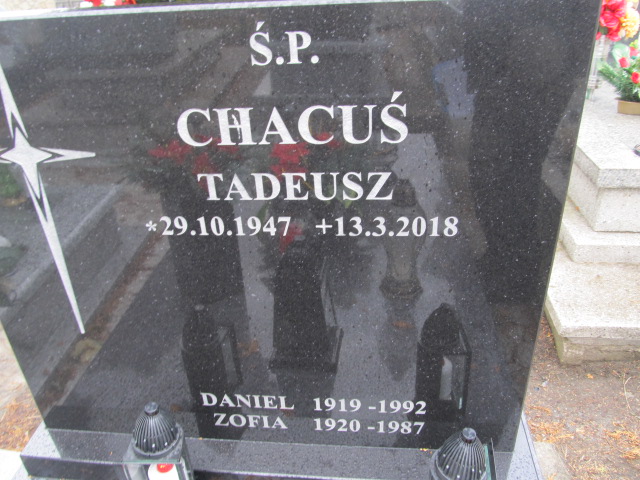 Ś.P.
CHACUŚ
TADEUSZ
*29.10.1947 +13.3.2018
DANIEL 1919-1992
ZOFIA 1920-1987